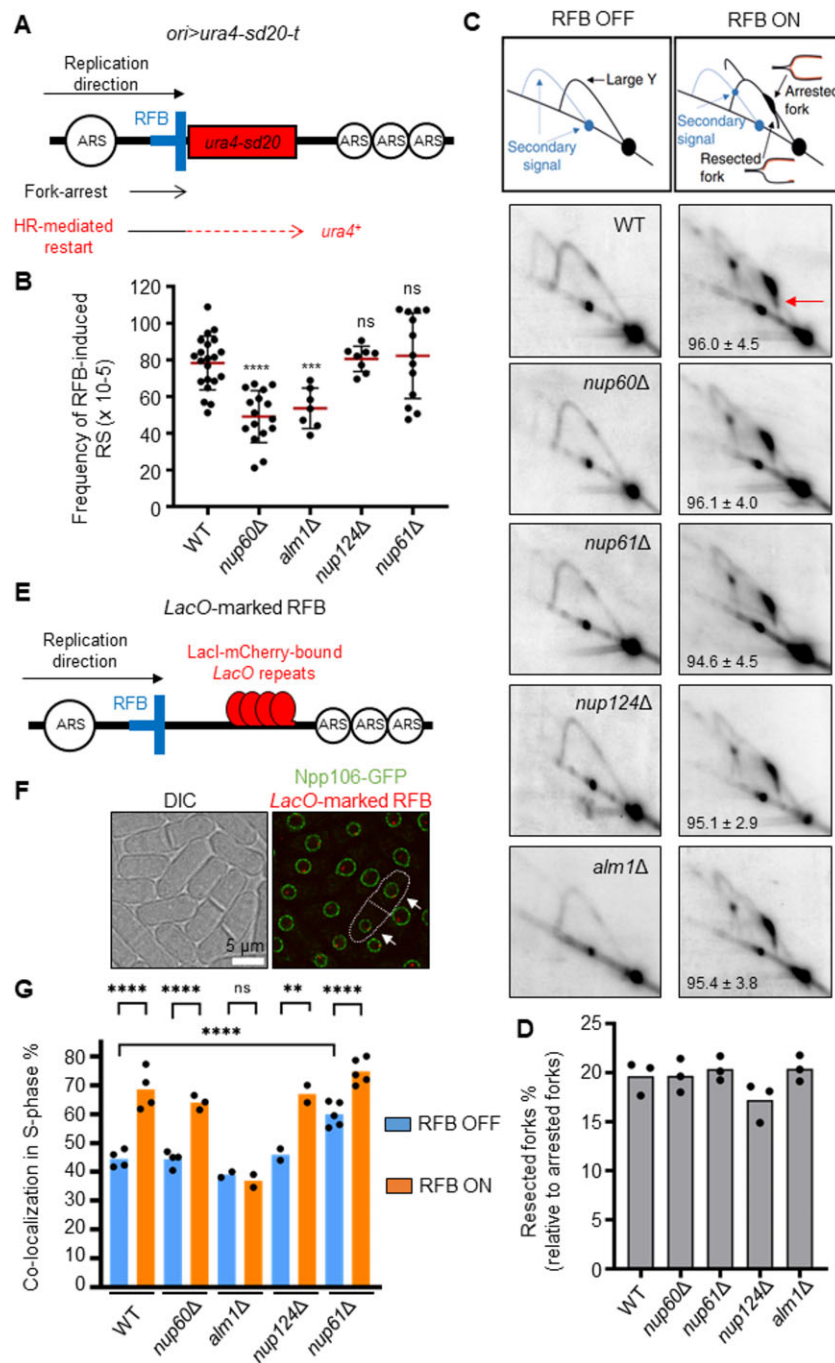 A
ori>ura4-sd20-t
Replication
direction
RFB
ARS
ura4-sd20
ARS
ARS
ARS
Fork-arrest
HR-mediated
restart
ura4+
B
Frequency of RFB-induced
RS (x 10-5)
120
100
80
60
40
20
0
****
***
ns
ns
WT
nup60Δ
alm1Δ
nup124Δ
nup61Δ
C
RFB OFF
RFB ON
Large Y
Secondary
signal
Secondary
signal
Arrested
fork
Resected
fork
WT
96.0 ± 4.5
nup60Δ
96.1 ± 4.0
nup61Δ
94.6 ± 4.5
nup124Δ
95.1 ± 2.9
alm1Δ
95.4 ± 3.8
D
Resected forks %
(relative to arrested forks)
25
20
15
10
5
0
WT
nup60Δ
nup61Δ
nup124Δ
alm1Δ
E
LacO-marked RFB
Replication
direction
LacI-mCherry-bound
LacO repeats
RFB
ARS
ARS
ARS
ARS
F
DIC
Npp106-GFP
LacO-marked RFB
5 µm
G
**** **** ns ** ****
****
Co-localization in S-phase %
80
70
60
50
40
30
20
10
0
RFB OFF
RFB ON
WT
nup60Δ
alm1Δ
nup124Δ
nup61Δ